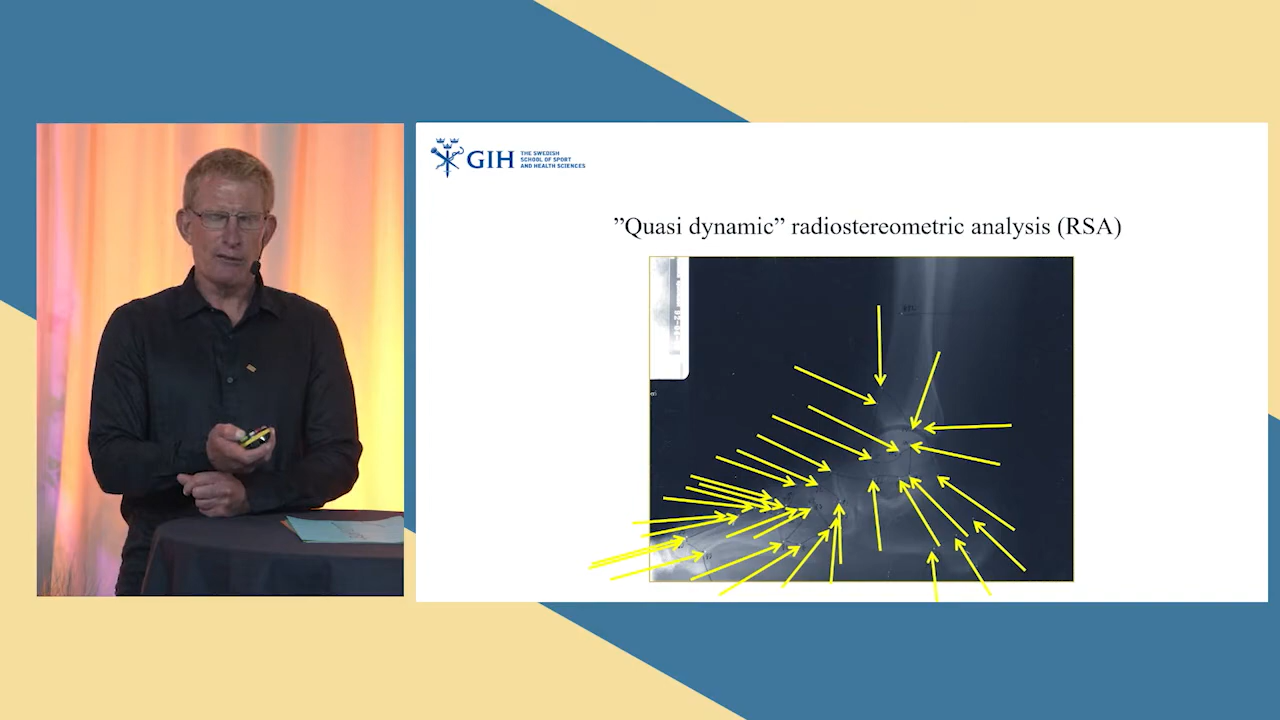 GIH
THE SWEDISH
SCHOOL OF SPORT
AND HEALTH SCIENCES
”Quasi dynamic” radiostereometric analysis (RSA)